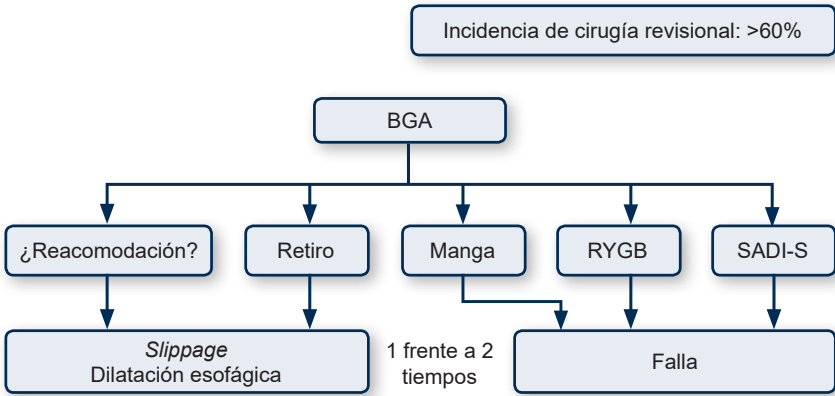 Incidencia de cirugía revisional: >60%
BGA
¿Reacomodación?
Retiro
Manga
RYGB
SADI-S
Slippage
Dilatación esofágica
1 frente a 2
tiempos
Falla